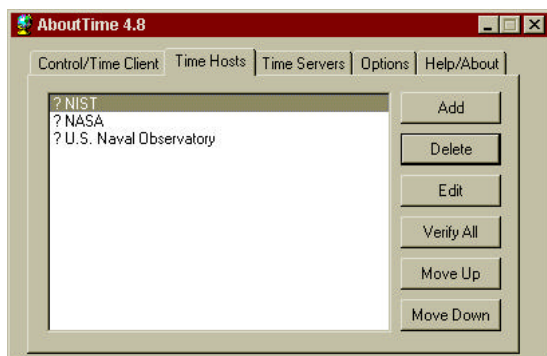 AboutTime 4.8
Control/Time Client Time Hosts Time Servers Options Help/About
? NIST
? NASA
? U.S. Naval Observatory
Add
Delete
Edit
Verify All
Move Up
Move Down